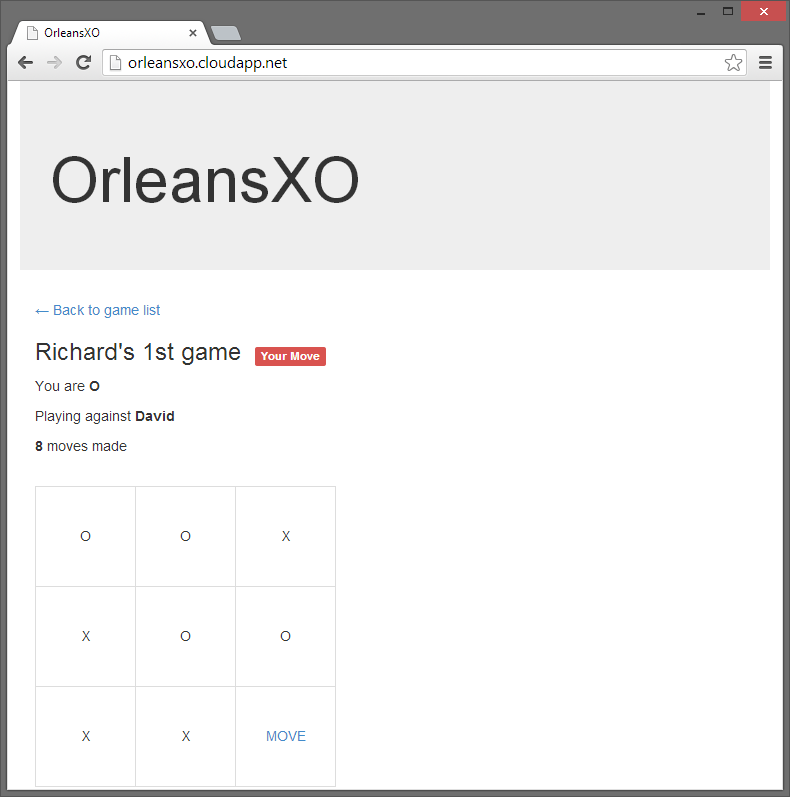 OrleansXO
orleansxo.cloudapp.net
OrleansXO
← Back to game list
Richard's 1st game Your Move
You are O
Playing against David
8 moves made
O O X
X O O
X X MOVE